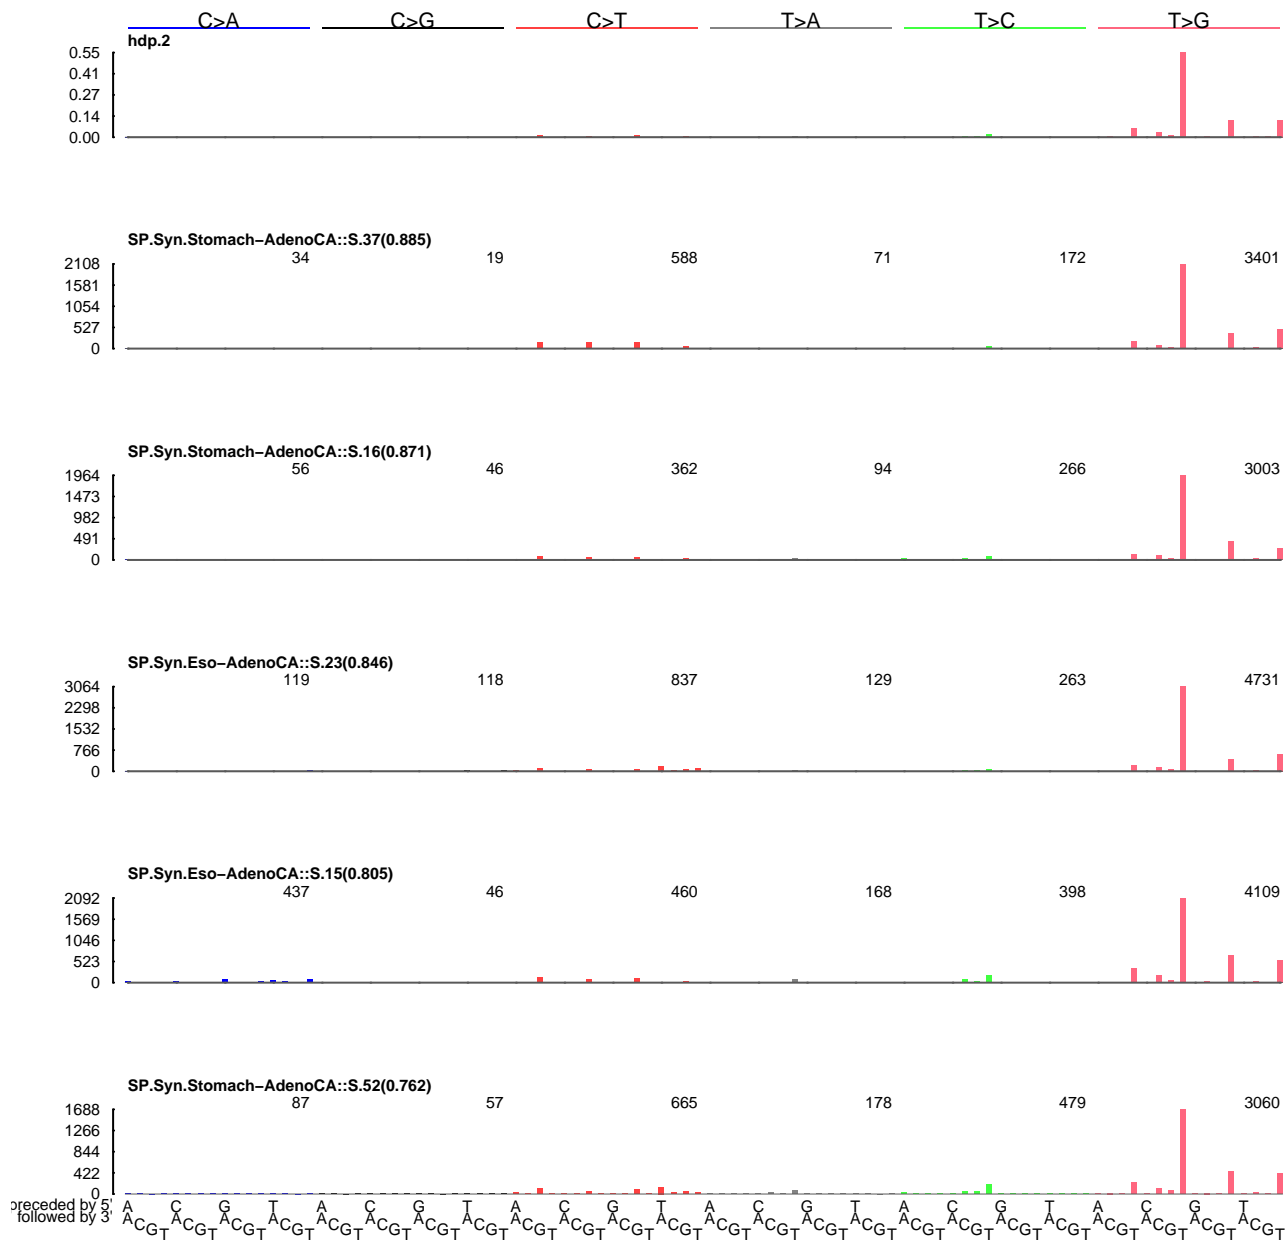 C>A C>G C>T T>A T>C T>G
hdp.2
0.55
0.41
0.27
0.14
0.00
SP.Syn.Stomach−AdenoCA::S.37(0.885)
34 19 588 71 172 3401
2108
1581
1054
527
0
SP.Syn.Stomach−AdenoCA::S.16(0.871)
56 46 362 94 266 3003
1964
1473
982
491
0
SP.Syn.Eso−AdenoCA::S.23(0.846)
119 118 837 129 263 4731
3064
2298
1532
766
0
SP.Syn.Eso−AdenoCA::S.15(0.805)
437 46 460 168 398 4109
2092
1569
1046
523
0
SP.Syn.Stomach−AdenoCA::S.52(0.762)
87 57 665 178 479 3060
1688
1266
844
422
0
preceded by 5' A C G T A C G T A C G T A C G T A C G T A C G T
followed by 3' A C G T A C G T A C G T A C G T A C G T A C G T A C G T A C G T A C G T A C G T A C G T A C G T A C G T A C G T A C G T A C G T A C G T A C G T A C G T A C G T A C G T A C G T A C G T A C G T